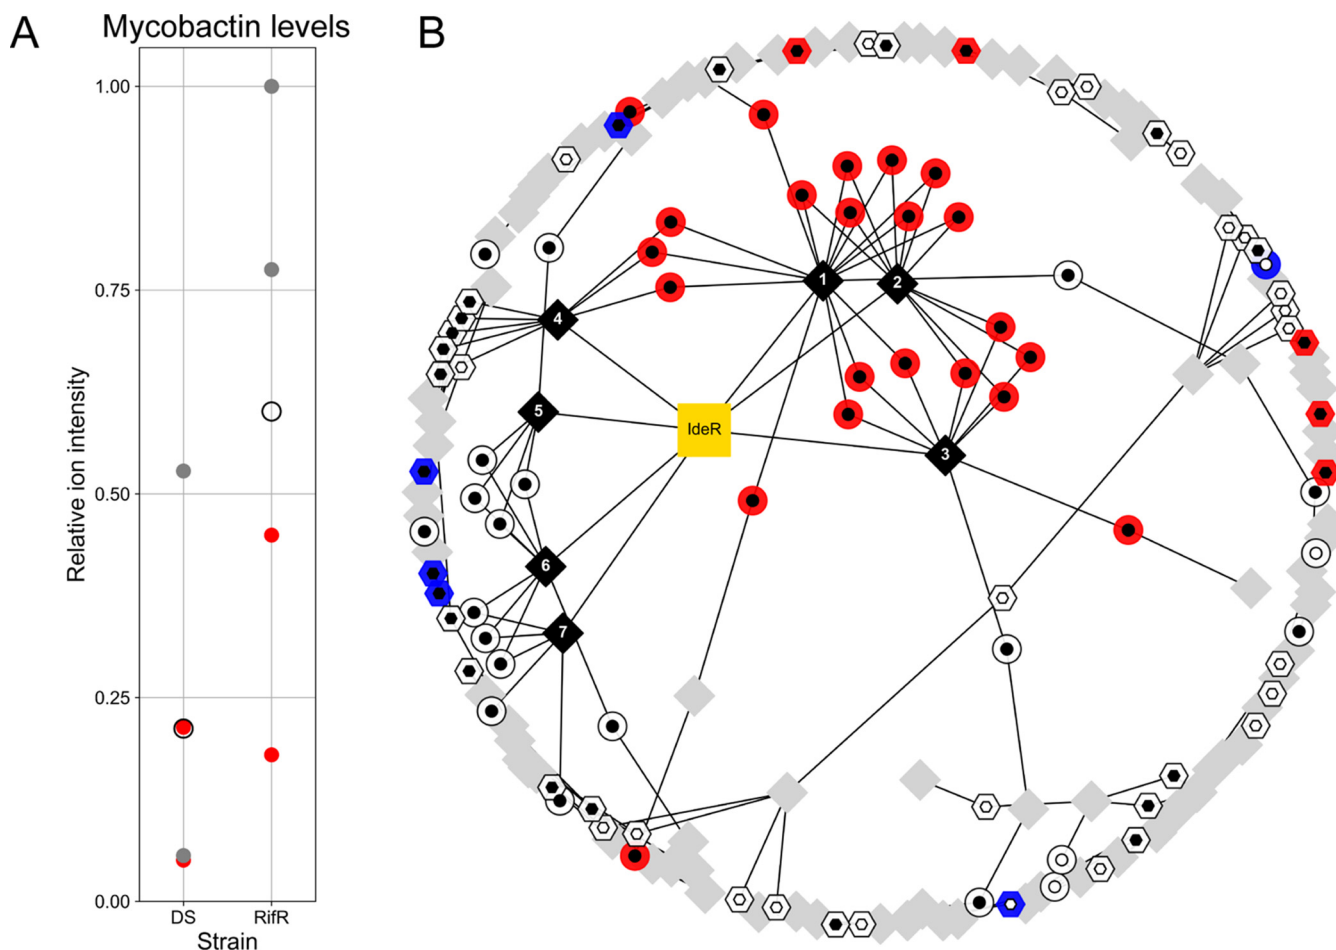 A
Mycobactin levels
B
1.00
0.75
0.50
0.25
0.00
Relative ion intensity
DS
RifR
Strain
1
2
4
5
IdeR
3
6
7